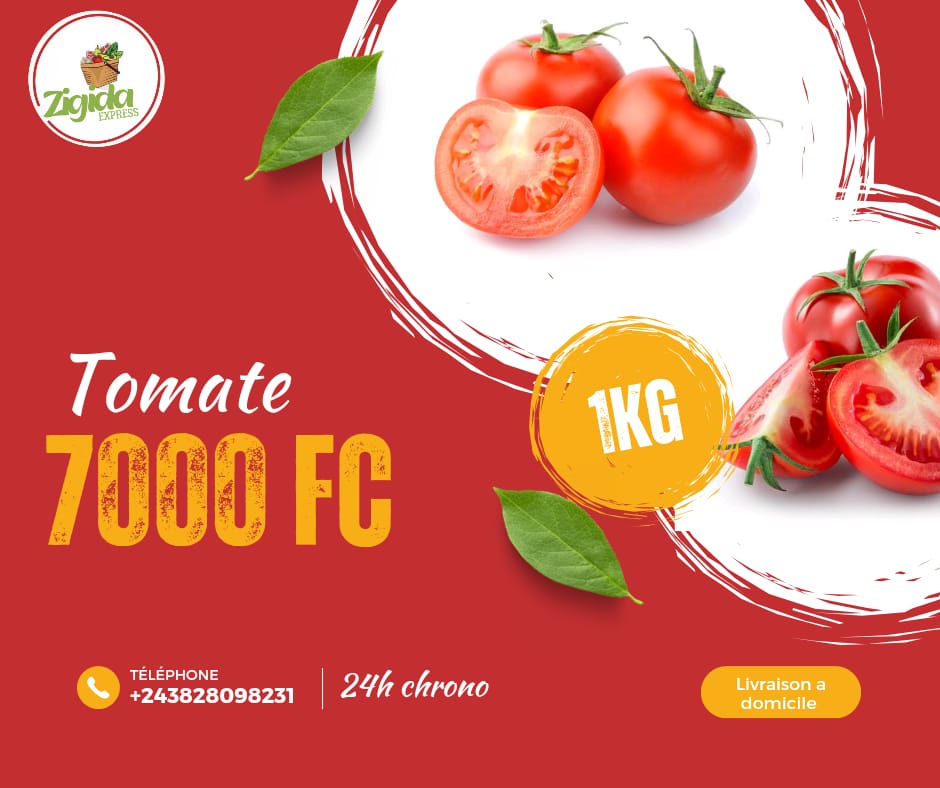 Zigida
EXPRESS
Tomate
7000 FC
1KG
TÉLÉPHONE
+243828098231
24h chrono
Livraison a
domicile